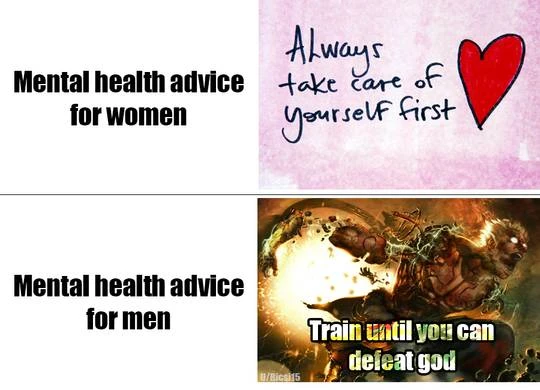 Mental health advice
for women
Always
take care of
yourself first
Mental health advice
for men
Train until you can
defeat god
U/Bicsi15